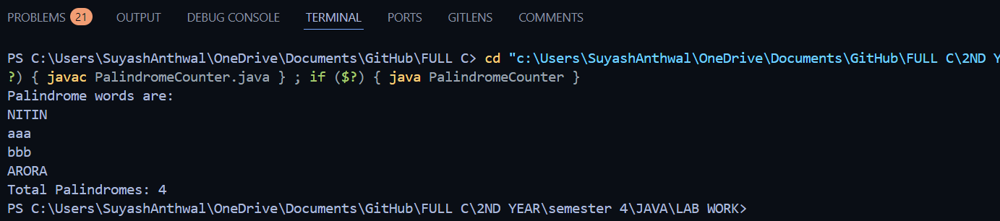 PROBLEMS 21 OUTPUT DEBUG CONSOLE TERMINAL PORTS GITLENS COMMENTS
PS C:\Users\SuyashAnthwal\OneDrive\Documents\GitHub\FULL C> cd "c:\Users\SuyashAnthwal\OneDrive\Documents\GitHub\FULL C\2ND Y
?) { javac PalindromeCounter.java } ; if ($?) { java PalindromeCounter }
Palindrome words are:
NITIN
aaa
bbb
ARORA
Total Palindromes: 4
PS C:\Users\SuyashAnthwal\OneDrive\Documents\GitHub\FULL C\2ND YEAR\semester 4\JAVA\LAB WORK>